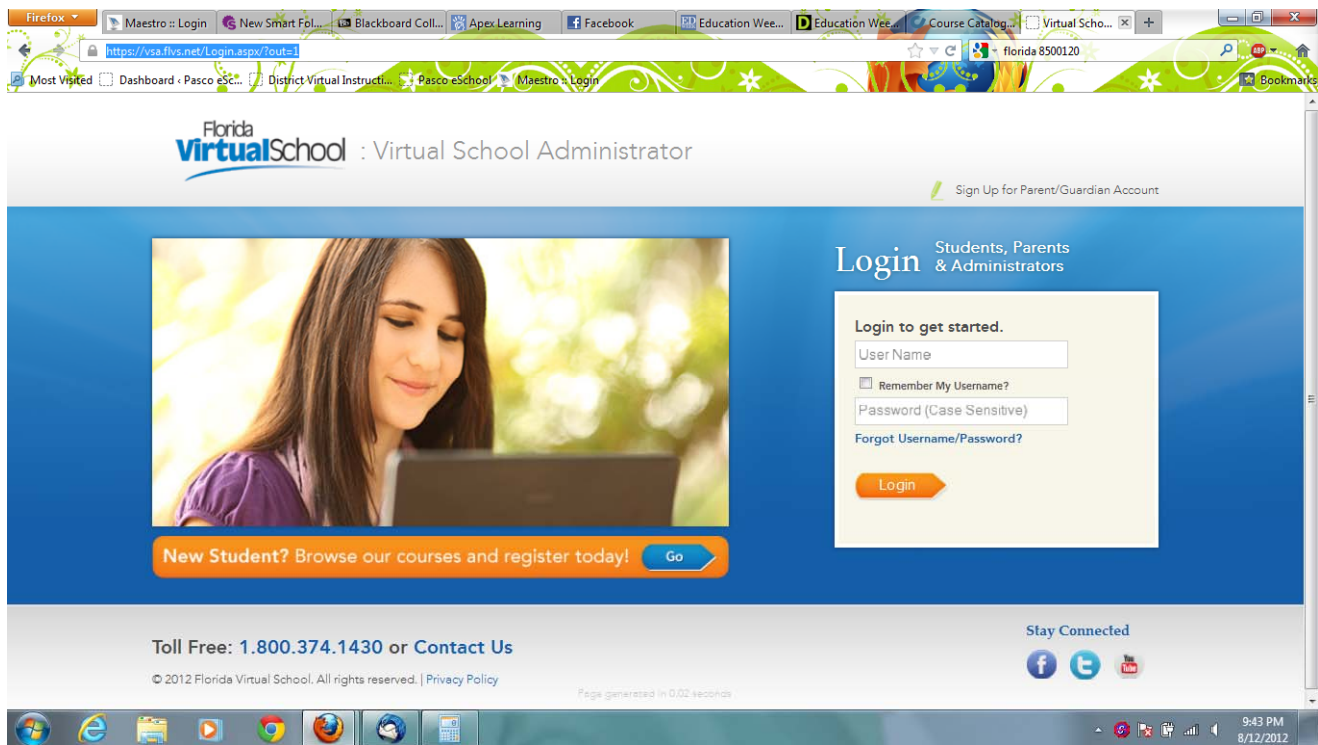 Firefox
Maestro :: Login
New Smart Fol...
Blackboard Coll...
Apex Learning
Facebook
Education Wee...
Education Wee...
Course Catalog...
Virtual Scho...
https://vsa.flvs.net/Login.aspx/?out=1
florida 8500120
Most Visited
Dashboard ‹ Pasco eSc...
District Virtual Instructi...
Pasco eSchool
Maestro :: Login
Bookmarks
Florida
VirtualSchool : Virtual School Administrator
Sign Up for Parent/Guardian Account
Login Students, Parents
& Administrators
Login to get started.
User Name
Remember My Username?
Password (Case Sensitive)
Forgot Username/Password?
Login
New Student? Browse our courses and register today! Go
Toll Free: 1.800.374.1430 or Contact Us
© 2012 Florida Virtual School. All rights reserved. | Privacy Policy
Page generated in 0.02 seconds
Stay Connected
You
Tube
9:43 PM
8/12/2012